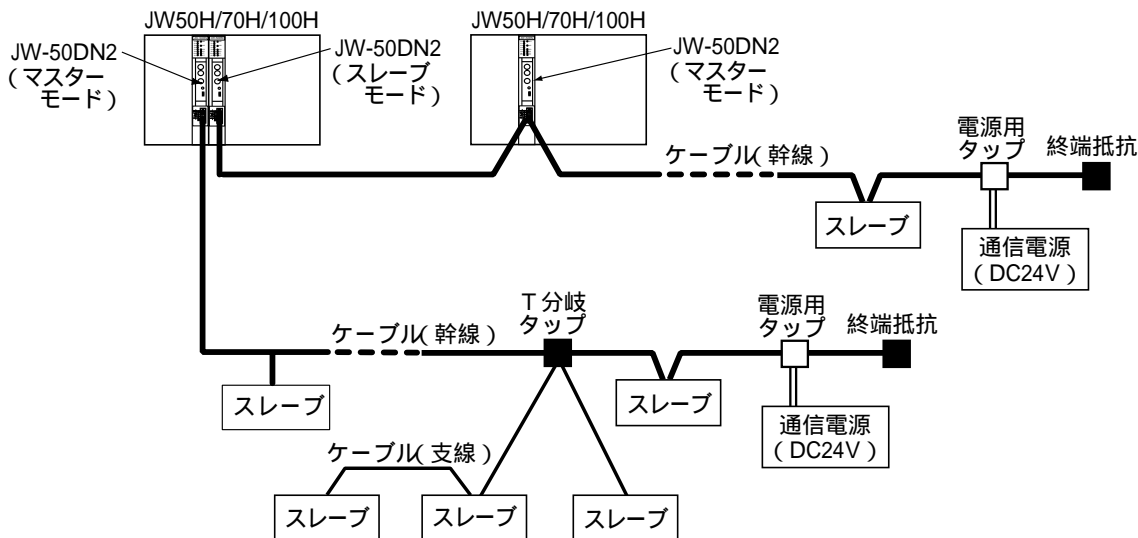 JW50H/70H/100H
JW50H/70H/100H
JW-50DN2
(マスター
モード)
JW-50DN2
(スレーブ
モード)
JW-50DN2
(マスター
モード)
ケーブル(幹線)
電源用
タップ
終端抵抗
スレーブ
通信電源
(DC24V)
ケーブル(幹線)
T分岐
タップ
電源用
タップ
終端抵抗
スレーブ
スレーブ
通信電源
(DC24V)
ケーブル(支線)
スレーブ
スレーブ
スレーブ